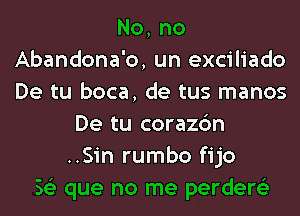 No, no
Abandona'o, un exciliado
De tu boca, de tus manos
De tu corazón
..Sin rumbo fijo
Sé que no me perderé